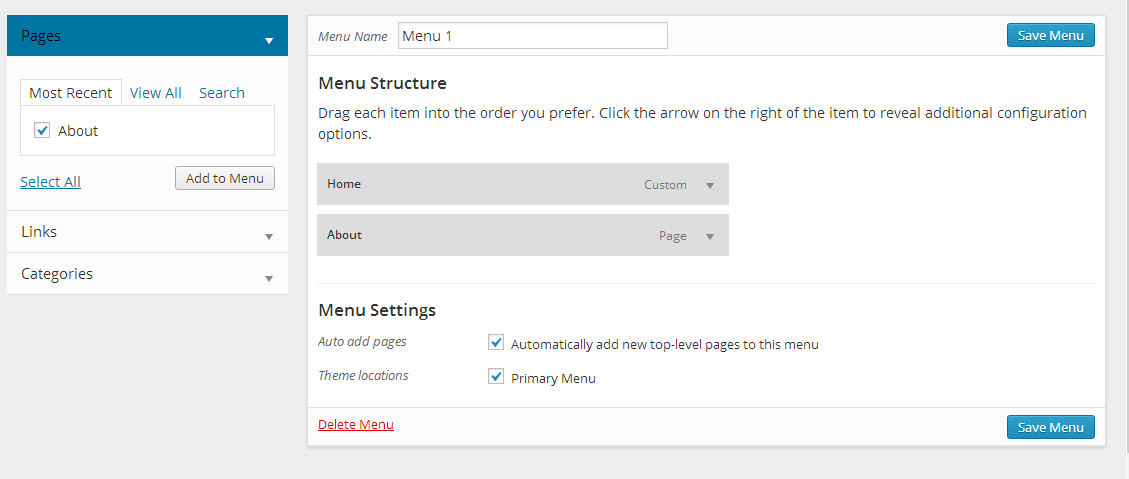 Pages
Most Recent View All Search
About
Select All Add to Menu
Links
Categories
Menu Name Menu 1 Save Menu
Menu Structure
Drag each item into the order you prefer. Click the arrow on the right of the item to reveal additional configuration
options.
Home Custom
About Page
Menu Settings
Auto add pages Automatically add new top-level pages to this menu
Theme locations Primary Menu
Delete Menu Save Menu